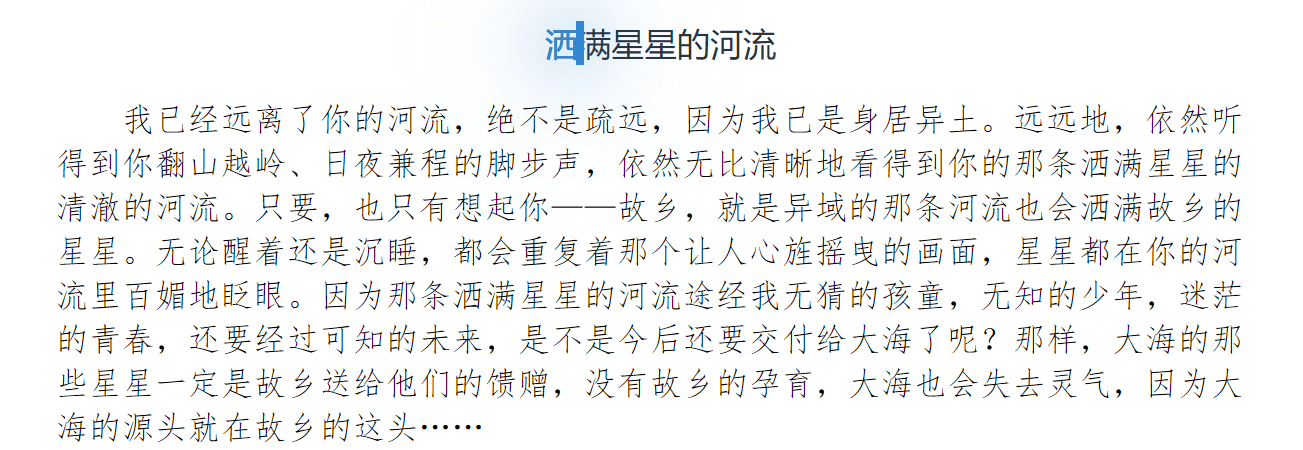 洒满星星的河流
我已经远离了你的河流，绝不是疏远，因为我已是身居异土。远远地，依然听
得到你翻山越岭、日夜兼程的脚步声，依然无比清晰地看得到你的那条洒满星星的
清澈的河流。只要，也只有想起你——故乡，就是异域的那条河流也会洒满故乡的
星星。无论醒着还是沉睡，都会重复着那个让人心旌摇曳的画面，星星都在你的河
流里百媚地眨眼。因为那条洒满星星的河流途经我无猜的孩童，无知的少年，迷茫
的青春，还要经过可知的未来，是不是今后还要交付给大海了呢？那样，大海的那
些星星一定是故乡送给他们的馈赠，没有故乡的孕育，大海也会失去灵气，因为大
海的源头就在故乡的这头……